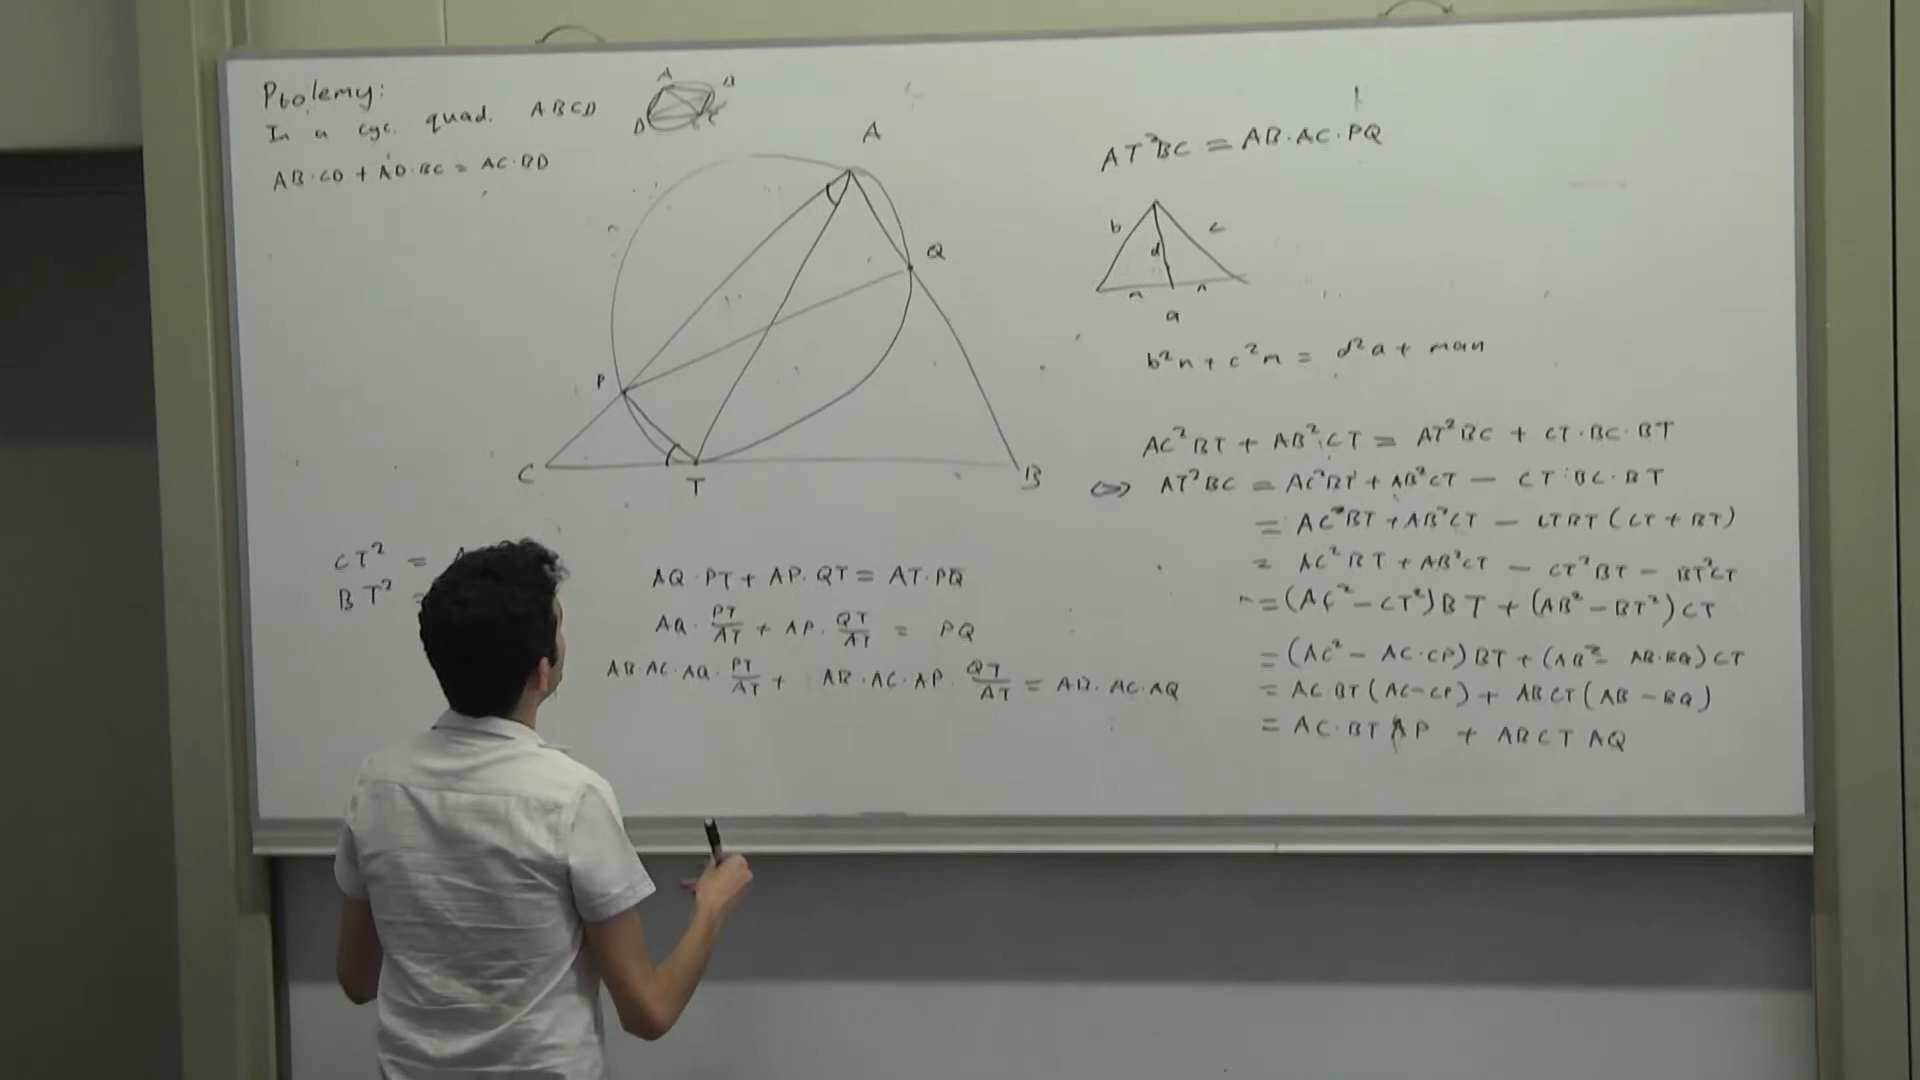 Ptolemy:
In a cyc. quad. ABCD
AB·CD + AD·BC = AC·BD
A
B
D
C
A
Q
P
C
T
B
CT² =
BT²
AQ·PT + AP·QT = AT·PQ
AQ · PT/AT + AP · QT/AT = PQ
AB·AC·AQ · PT/AT + AB·AC·AP · QT/AT = AB·AC·AQ
AT²BC = AB·AC·PQ
b
c
d
m
n
a
b²n + c²m = d²a + man
AC²BT + AB²CT = AT²BC + CT·BC·BT
⇔ AT²BC = AC²BT + AB²CT − CT·BC·BT
= AC²BT + AB²CT − CTBT(CT + BT)
= AC²BT + AB²CT − CT²BT − BT²CT
= (AC² − CT²)BT + (AB² − BT²)CT
= (AC² − AC·CP)BT + (AB² − AB·BQ)CT
= AC·BT(AC−CP) + ABCT(AB − BQ)
= AC·BT AP + ABCT AQ